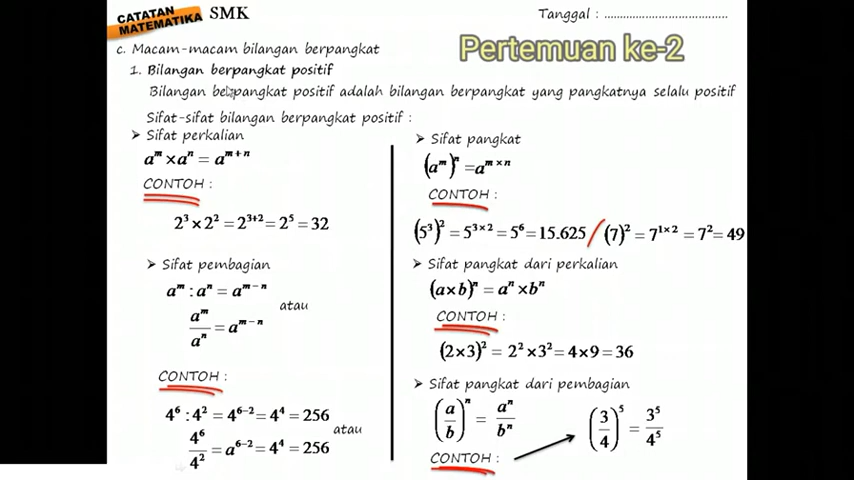 CATATAN
MATEMATIKA
SMK
Tanggal : ......................................
Pertemuan ke-2
c. Macam-macam bilangan berpangkat
1. Bilangan berpangkat positif
Bilangan berpangkat positif adalah bilangan berpangkat yang pangkatnya selalu positif
Sifat-sifat bilangan berpangkat positif :
➤ Sifat perkalian
a^m × a^n = a^(m+n)
CONTOH :
2^3 × 2^2 = 2^(3+2) = 2^5 = 32
➤ Sifat pembagian
a^m : a^n = a^(m−n)
atau
a^m/a^n = a^(m−n)
CONTOH :
4^6 : 4^2 = 4^(6−2) = 4^4 = 256
atau
4^6/4^2 = a^(6−2) = 4^4 = 256
➤ Sifat pangkat
(a^m)^n = a^(m×n)
CONTOH :
(5^3)^2 = 5^(3×2) = 5^6 = 15.625 / (7)^2 = 7^(1×2) = 7^2 = 49
➤ Sifat pangkat dari perkalian
(a×b)^n = a^n × b^n
CONTOH :
(2×3)^2 = 2^2 × 3^2 = 4 × 9 = 36
➤ Sifat pangkat dari pembagian
(a/b)^n = a^n/b^n
CONTOH :
(3/4)^5 = 3^5/4^5